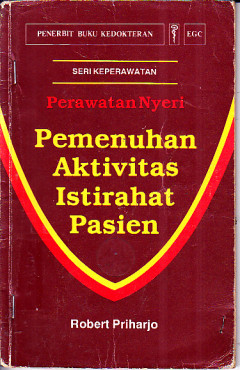 PENERBIT BUKU KEDOKTERAN EGC
SERI KEPERAWATAN
Perawatan Nyeri
Pemenuhan
Aktivitas
Istirahat
Pasien
Robert Priharjo